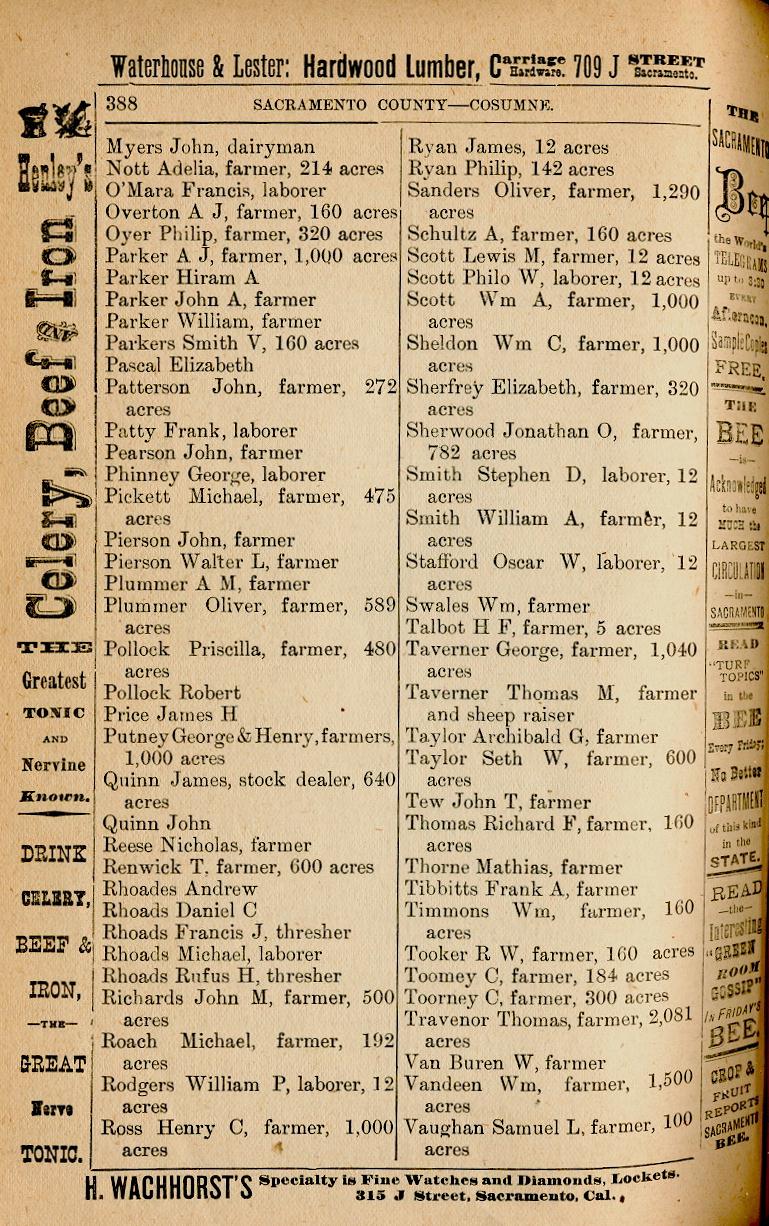 Waterhouse & Lester: Hardwood Lumber, Carriage Hardware. 709 J STREET Sacramento.
388 SACRAMENTO COUNTY—COSUMNE.
Henley's
Celery, Beef and Iron
THE
Greatest
TONIC
AND
Nervine
Known.
DRINK
CELERY,
BEEF &
IRON,
—THE—
GREAT
Nerve
TONIC.
Myers John, dairyman
Nott Adelia, farmer, 214 acres
O'Mara Francis, laborer
Overton A J, farmer, 160 acres
Oyer Philip, farmer, 320 acres
Parker A J, farmer, 1,000 acres
Parker Hiram A
Parker John A, farmer
Parker William, farmer
Parkers Smith V, 160 acres
Pascal Elizabeth
Patterson John, farmer, 272
acres
Patty Frank, laborer
Pearson John, farmer
Phinney George, laborer
Pickett Michael, farmer, 475
acres
Pierson John, farmer
Pierson Walter L, farmer
Plummer A M, farmer
Plummer Oliver, farmer, 589
acres
Pollock Priscilla, farmer, 480
acres
Pollock Robert
Price James H
Putney George & Henry, farmers,
1,000 acres
Quinn James, stock dealer, 640
acres
Quinn John
Reese Nicholas, farmer
Renwick T, farmer, 600 acres
Rhoades Andrew
Rhoads Daniel C
Rhoads Francis J, thresher
Rhoads Michael, laborer
Rhoads Rufus H, thresher
Richards John M, farmer, 500
acres
Roach Michael, farmer, 192
acres
Rodgers William P, laborer, 12
acres
Ross Henry C, farmer, 1,000
acres
Ryan James, 12 acres
Ryan Philip, 142 acres
Sanders Oliver, farmer, 1,290
acres
Schultz A, farmer, 160 acres
Scott Lewis M, farmer, 12 acres
Scott Philo W, laborer, 12 acres
Scott Wm A, farmer, 1,000
acres
Sheldon Wm C, farmer, 1,000
acres
Sherfrey Elizabeth, farmer, 320
acres
Sherwood Jonathan O, farmer,
782 acres
Smith Stephen D, laborer, 12
acres
Smith William A, farmer, 12
acres
Stafford Oscar W, laborer, 12
acres
Swales Wm, farmer
Talbot H F, farmer, 5 acres
Taverner George, farmer, 1,040
acres
Taverner Thomas M, farmer
and sheep raiser
Taylor Archibald G, farmer
Taylor Seth W, farmer, 600
acres
Tew John T, farmer
Thomas Richard F, farmer, 160
acres
Thorne Mathias, farmer
Tibbitts Frank A, farmer
Timmons Wm, farmer, 160
acres
Tooker R W, farmer, 160 acres
Toomey C, farmer, 184 acres
Toorney C, farmer, 300 acres
Travenor Thomas, farmer, 2,081
acres
Van Buren W, farmer
Vandeen Wm, farmer, 1,500
acres
Vaughan Samuel L, farmer, 100
acres
THE
SACRAMENTO
the World's
TELEGRAMS
up to 3:30
EVERY
Afternoon,
Sample Copies
FREE.
THE
BEE
—is—
Acknowledged
to have
MUCH the
LARGEST
CIRCULATION
—in—
SACRAMENTO
READ
"TURF
TOPICS"
in the
BEE
Every Friday;
No Better
DEPARTMENT
of this kind
in the
STATE.
READ
—the—
Interesting
"GREEN
ROOM
GOSSIP"
IN FRIDAY'S
BEE.
CROP &
FRUIT
REPORTS
SACRAMENTO
BEE.
H. WACHHORST'S Specialty is Fine Watches and Diamonds, Lockets.
315 J Street, Sacramento, Cal.